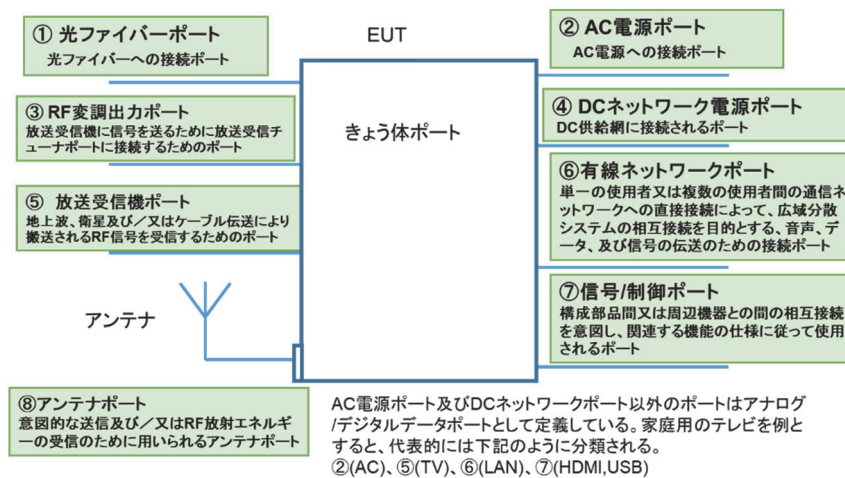 ① 光ファイバーポート
光ファイバーへの接続ポート
EUT
② AC電源ポート
AC電源への接続ポート
③ RF変調出力ポート
放送受信機に信号を送るために放送受信チ
ューナポートに接続するためのポート
きょう体ポート
④ DCネットワーク電源ポート
DC供給網に接続されるポート
⑤ 放送受信機ポート
地上波、衛星及び／又はケーブル伝送により
搬送されるRF信号を受信するためのポート
⑥有線ネットワークポート
単一の使用者又は複数の使用者間の通信ネ
ットワークへの直接接続によって、広域分散
システムの相互接続を目的とする、音声、デ
ータ、及び信号の伝送のための接続ポート
アンテナ
⑦信号/制御ポート
構成部品間又は周辺機器との間の相互接続
を意図し、関連する機能の仕様に従って使用
されるポート
⑧アンテナポート
意図的な送信及び／又はRF放射エネルギ
ーの受信のために用いられるアンテナポート
AC電源ポート及びDCネットワークポート以外のポートはアナログ
/デジタルデータポートとして定義している。家庭用のテレビを例と
すると、代表的には下記のように分類される。
②(AC)、⑤(TV)、⑥(LAN)、⑦(HDMI,USB)